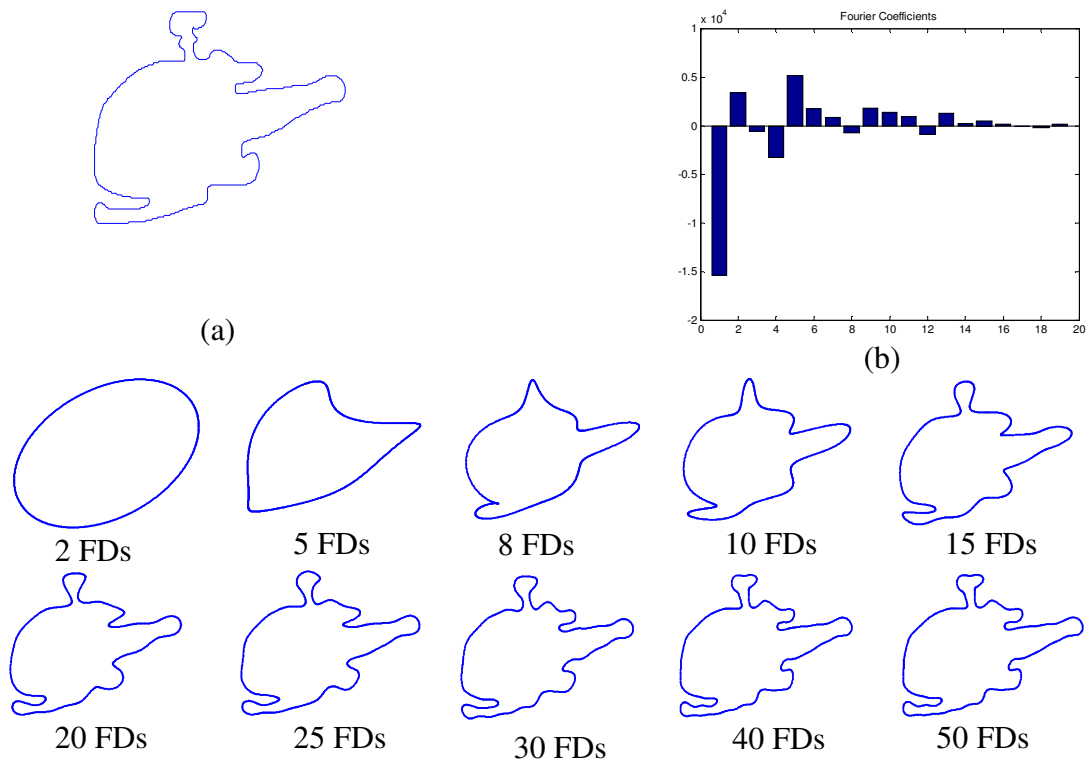 x 10^4
Fourier Coefficients
1
0.5
0
-0.5
-1
-1.5
-2
0 2 4 6 8 10 12 14 16 18 20
(a)
(b)
2 FDs
5 FDs
8 FDs
10 FDs
15 FDs
20 FDs
25 FDs
30 FDs
40 FDs
50 FDs